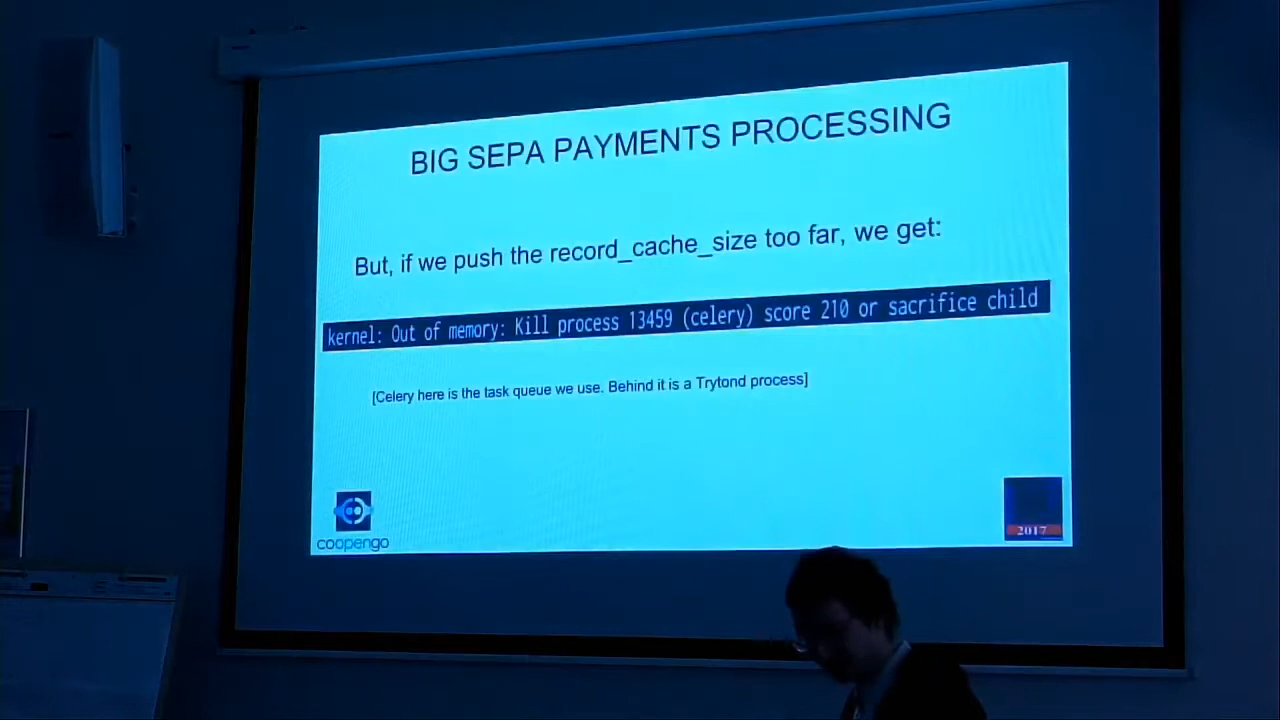 BIG SEPA PAYMENTS PROCESSING
But, if we push the record_cache_size too far, we get:
kernel: Out of memory: Kill process 13459 (celery) score 210 or sacrifice child
[Celery here is the task queue we use. Behind it is a Trytond process]
coopengo
2017